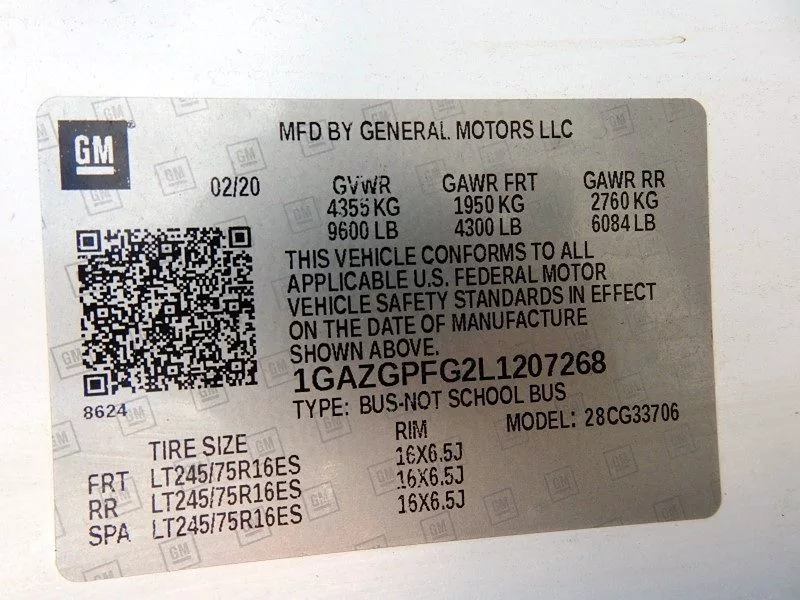 GM
MFD BY GENERAL MOTORS LLC
02/20 GVWR GAWR FRT GAWR RR
4355 KG 1950 KG 2760 KG
9600 LB 4300 LB 6084 LB
THIS VEHICLE CONFORMS TO ALL
APPLICABLE U.S. FEDERAL MOTOR
VEHICLE SAFETY STANDARDS IN EFFECT
ON THE DATE OF MANUFACTURE
SHOWN ABOVE.
1GAZGPFG2L1207268
8624
TYPE: BUS-NOT SCHOOL BUS
MODEL: 28CG33706
TIRE SIZE RIM
FRT LT245/75R16ES 16X6.5J
RR LT245/75R16ES 16X6.5J
SPA LT245/75R16ES 16X6.5J